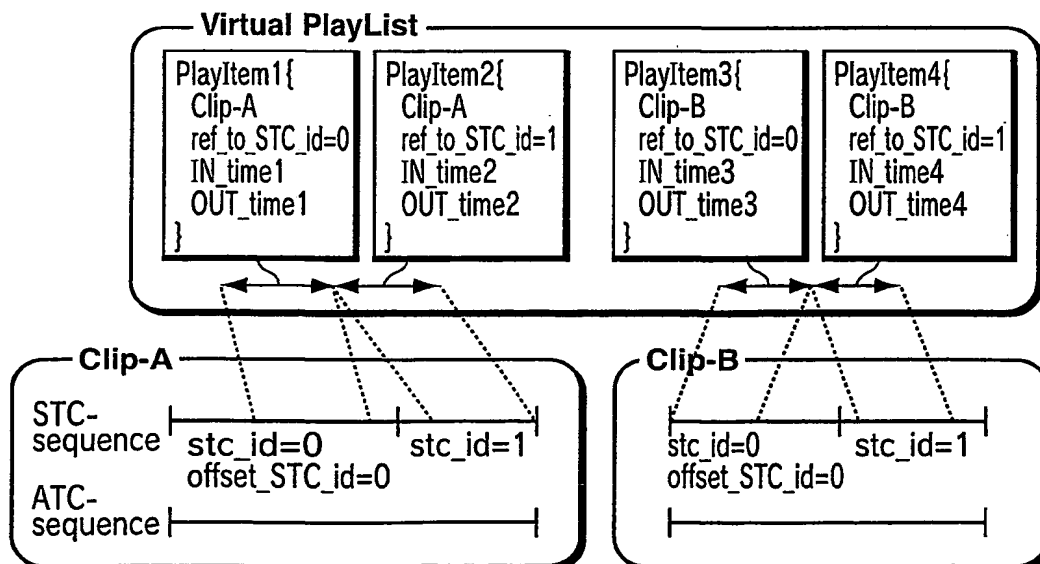 Virtual PlayList
PlayItem1{
Clip-A
ref_to_STC_id=0
IN_time1
OUT_time1
}
PlayItem2{
Clip-A
ref_to_STC_id=1
IN_time2
OUT_time2
}
PlayItem3{
Clip-B
ref_to_STC_id=0
IN_time3
OUT_time3
}
PlayItem4{
Clip-B
ref_to_STC_id=1
IN_time4
OUT_time4
}
Clip-A
STC-
sequence
stc_id=0
stc_id=1
offset_STC_id=0
ATC-
sequence
Clip-B
stc_id=0
stc_id=1
offset_STC_id=0